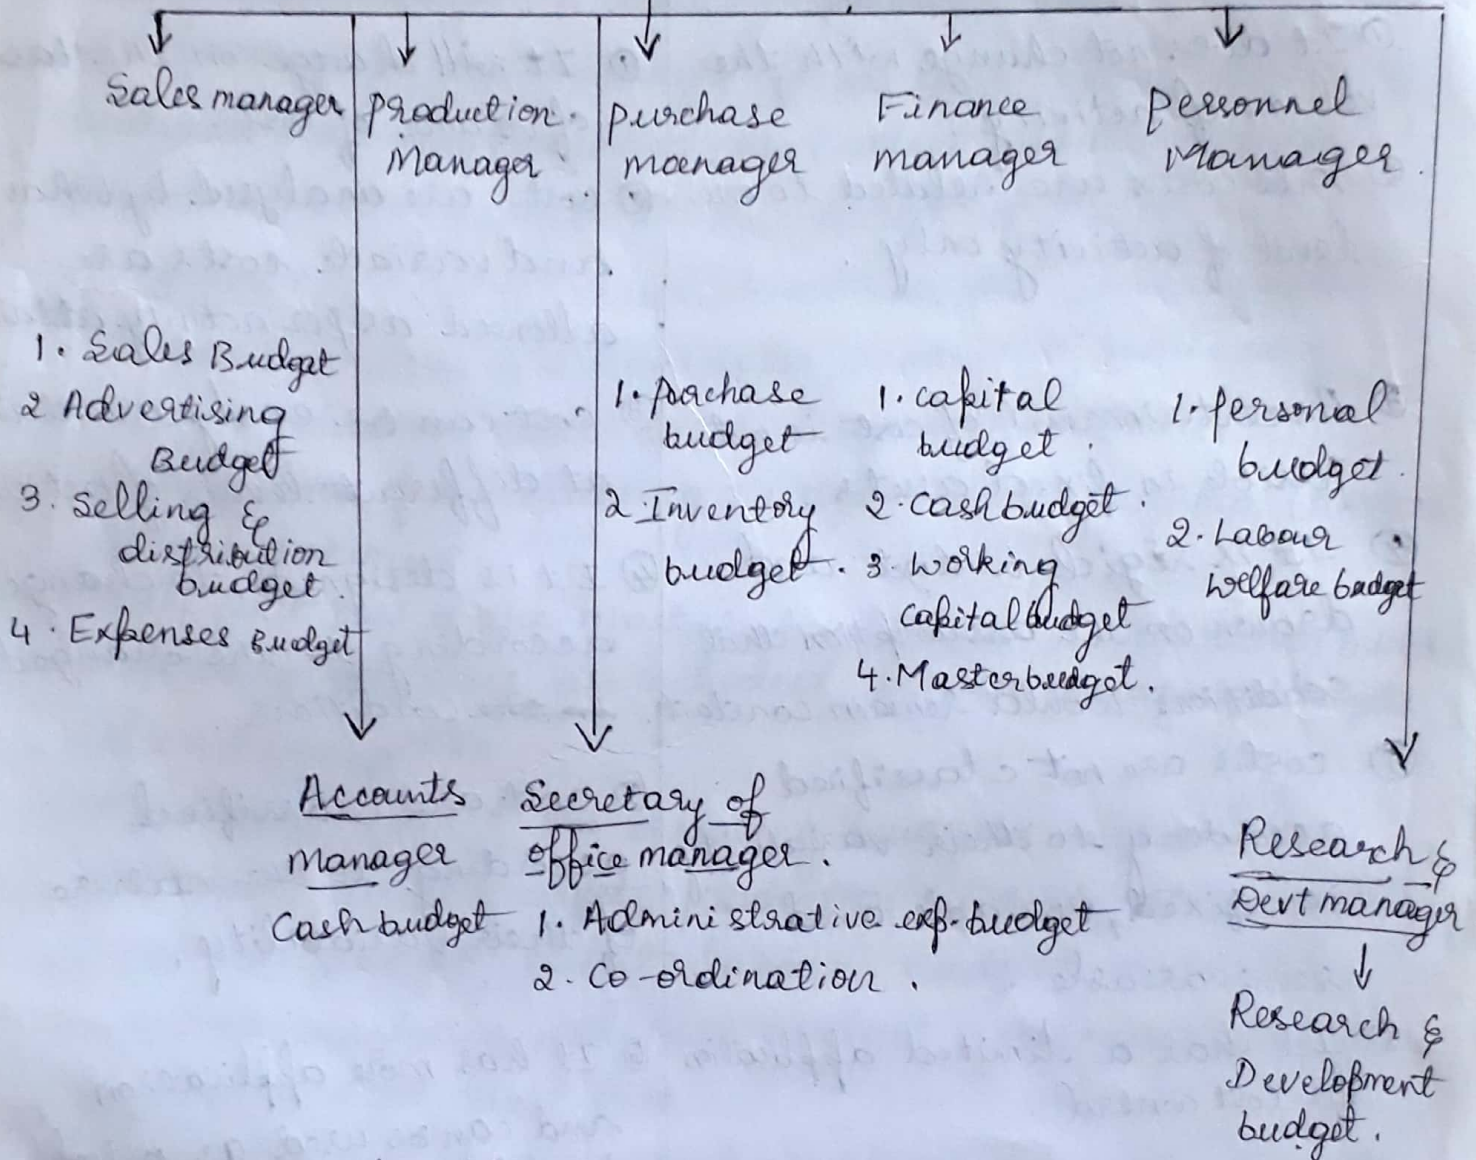 Sales manager
Production
Manager
Purchase
manager
Finance
manager
Personnel
Manager
1. Sales Budget
2 Advertising
Budget
3. Selling &
distribution
budget.
4. Expenses Budget
1. Purchase
budget
2 Inventory
budget.
1. Capital
budget.
2. Cash budget.
3. Working
Capital budget
4. Master budget.
1. Personal
budget.
2. Labour
Welfare budget
Accounts
Manager
Cash budget
Secretary of
office manager.
1. Administrative exp. budget
2. Co-ordination.
Research &
Devt manager
Research &
Development
budget.